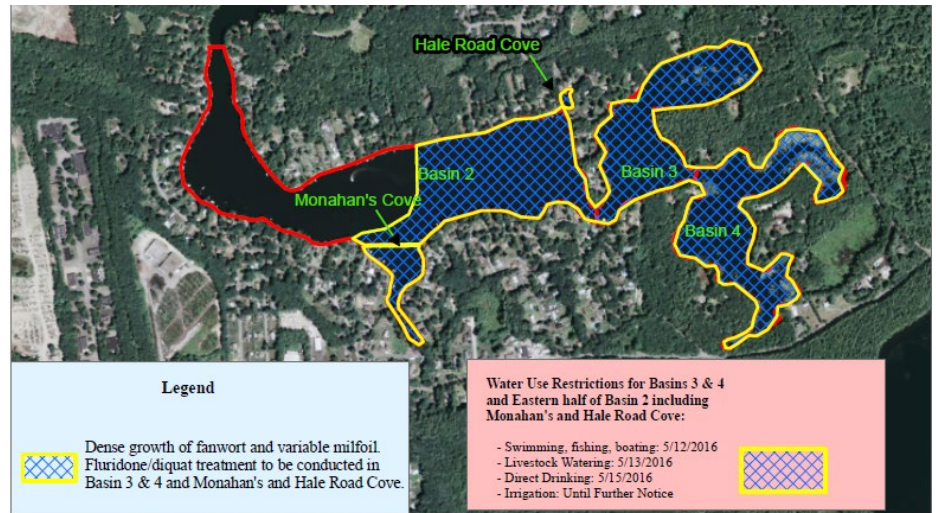 Hale Road Cove
Basin 2
Basin 3
Monahan's Cove
Basin 4
Legend
Dense growth of fanwort and variable milfoil.
Fluridone/diquat treatment to be conducted in
Basin 3 & 4 and Monahan's and Hale Road Cove.
Water Use Restrictions for Basins 3 & 4
and Eastern half of Basin 2 including
Monahan's and Hale Road Cove:
- Swimming, fishing, boating: 5/12/2016
- Livestock Watering: 5/13/2016
- Direct Drinking: 5/15/2016
- Irrigation: Until Further Notice